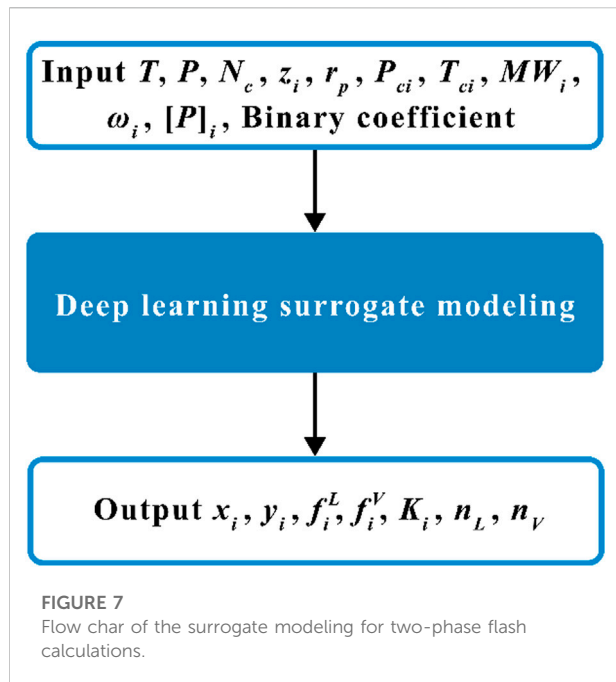 Input T, P, N_c, z_i, r_p, P_ci, T_ci, MW_i,
ω_i, [P]_i, Binary coefficient
Deep learning surrogate modeling
Output x_i, y_i, f_i^L, f_i^V, K_i, n_L, n_V
FIGURE 7
Flow char of the surrogate modeling for two-phase flash
calculations.